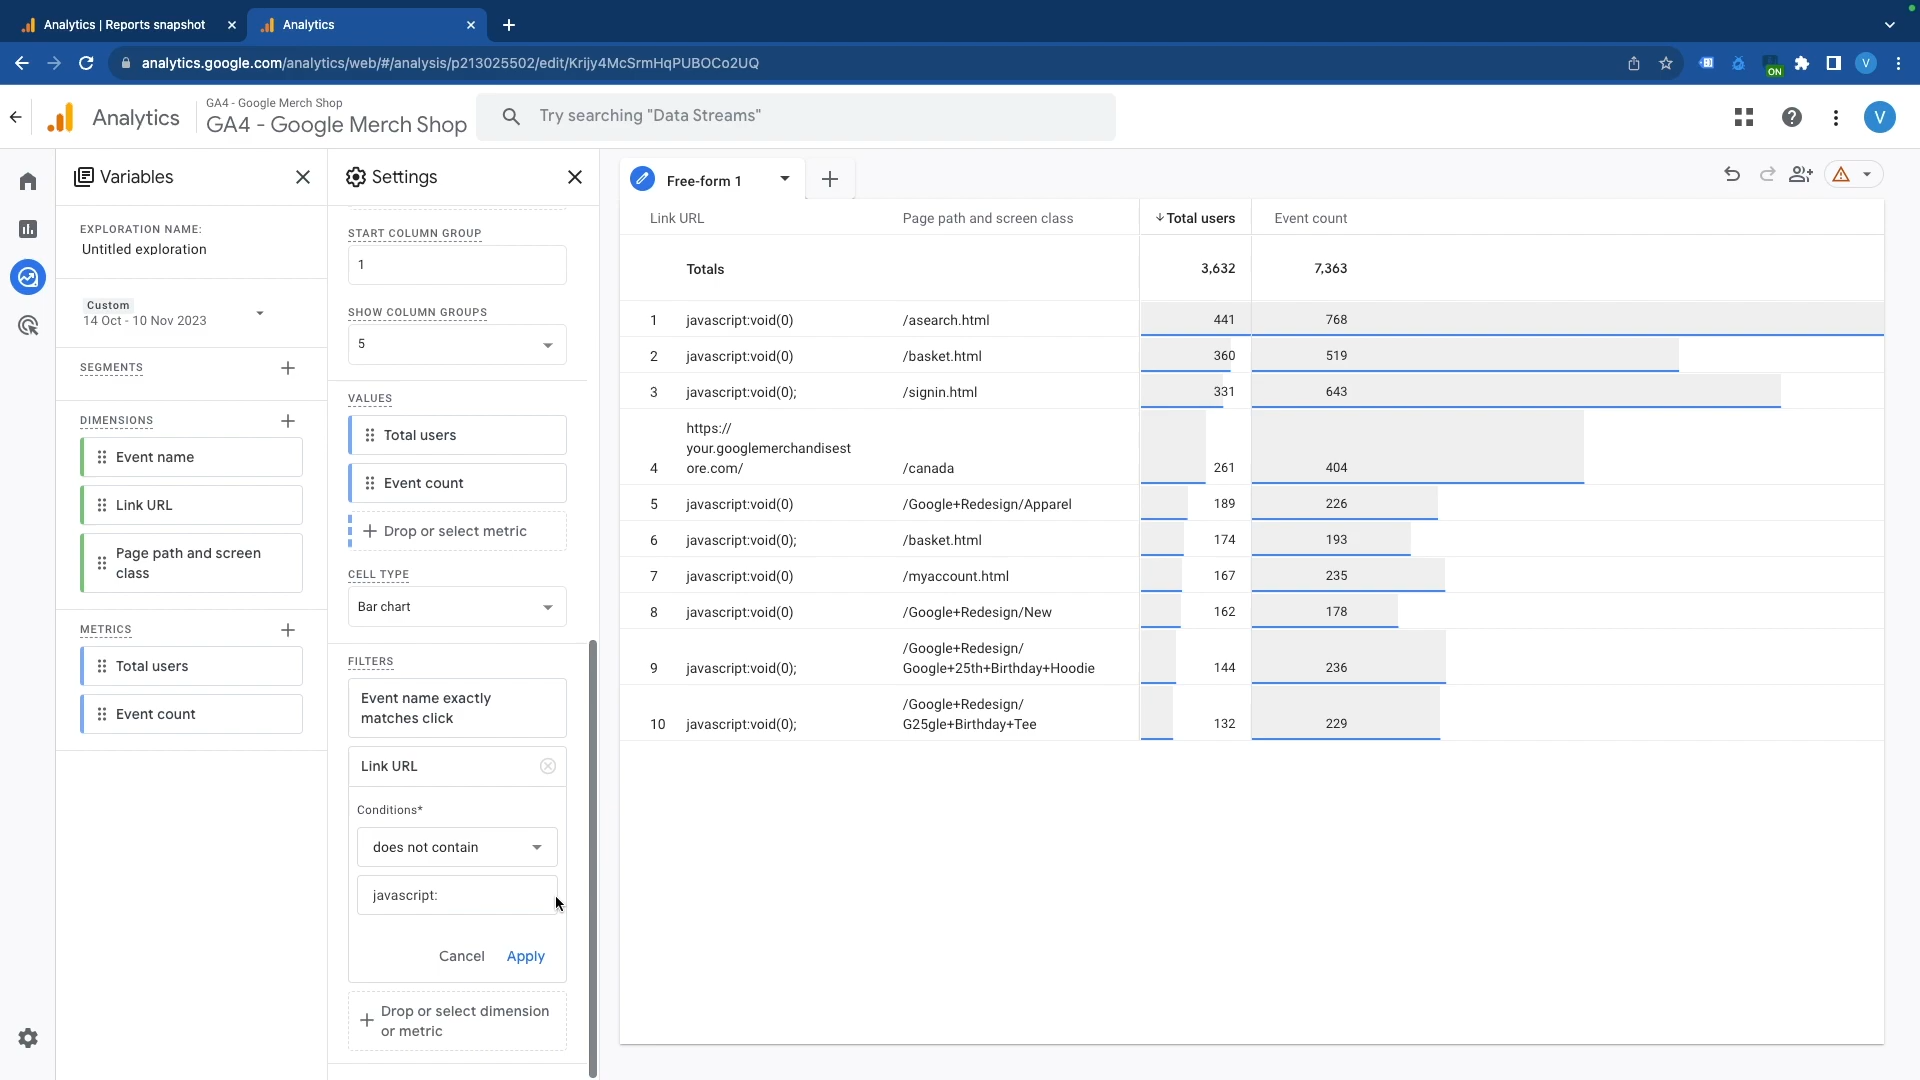 Analytics | Reports snapshot
Analytics
analytics.google.com/analytics/web/#/analysis/p213025502/edit/Krijy4McSrmHqPUBOCo2UQ
ON
V
Analytics
GA4 - Google Merch Shop
GA4 - Google Merch Shop
Try searching "Data Streams"
V
Variables
EXPLORATION NAME:
Untitled exploration
Custom
14 Oct - 10 Nov 2023
SEGMENTS
DIMENSIONS
Event name
Link URL
Page path and screen
class
METRICS
Total users
Event count
Settings
START COLUMN GROUP
1
SHOW COLUMN GROUPS
5
VALUES
Total users
Event count
Drop or select metric
CELL TYPE
Bar chart
FILTERS
Event name exactly
matches click
Link URL
Conditions*
does not contain
javascript:
Cancel Apply
Drop or select dimension
or metric
Free-form 1
Link URL Page path and screen class Total users Event count
Totals 3,632 7,363
1 javascript:void(0) /asearch.html 441 768
2 javascript:void(0) /basket.html 360 519
3 javascript:void(0); /signin.html 331 643
https://
your.googlemerchandisest
4 ore.com/ /canada 261 404
5 javascript:void(0) /Google+Redesign/Apparel 189 226
6 javascript:void(0); /basket.html 174 193
7 javascript:void(0) /myaccount.html 167 235
8 javascript:void(0) /Google+Redesign/New 162 178
/Google+Redesign/
9 javascript:void(0); Google+25th+Birthday+Hoodie 144 236
/Google+Redesign/
10 javascript:void(0); G25gle+Birthday+Tee 132 229